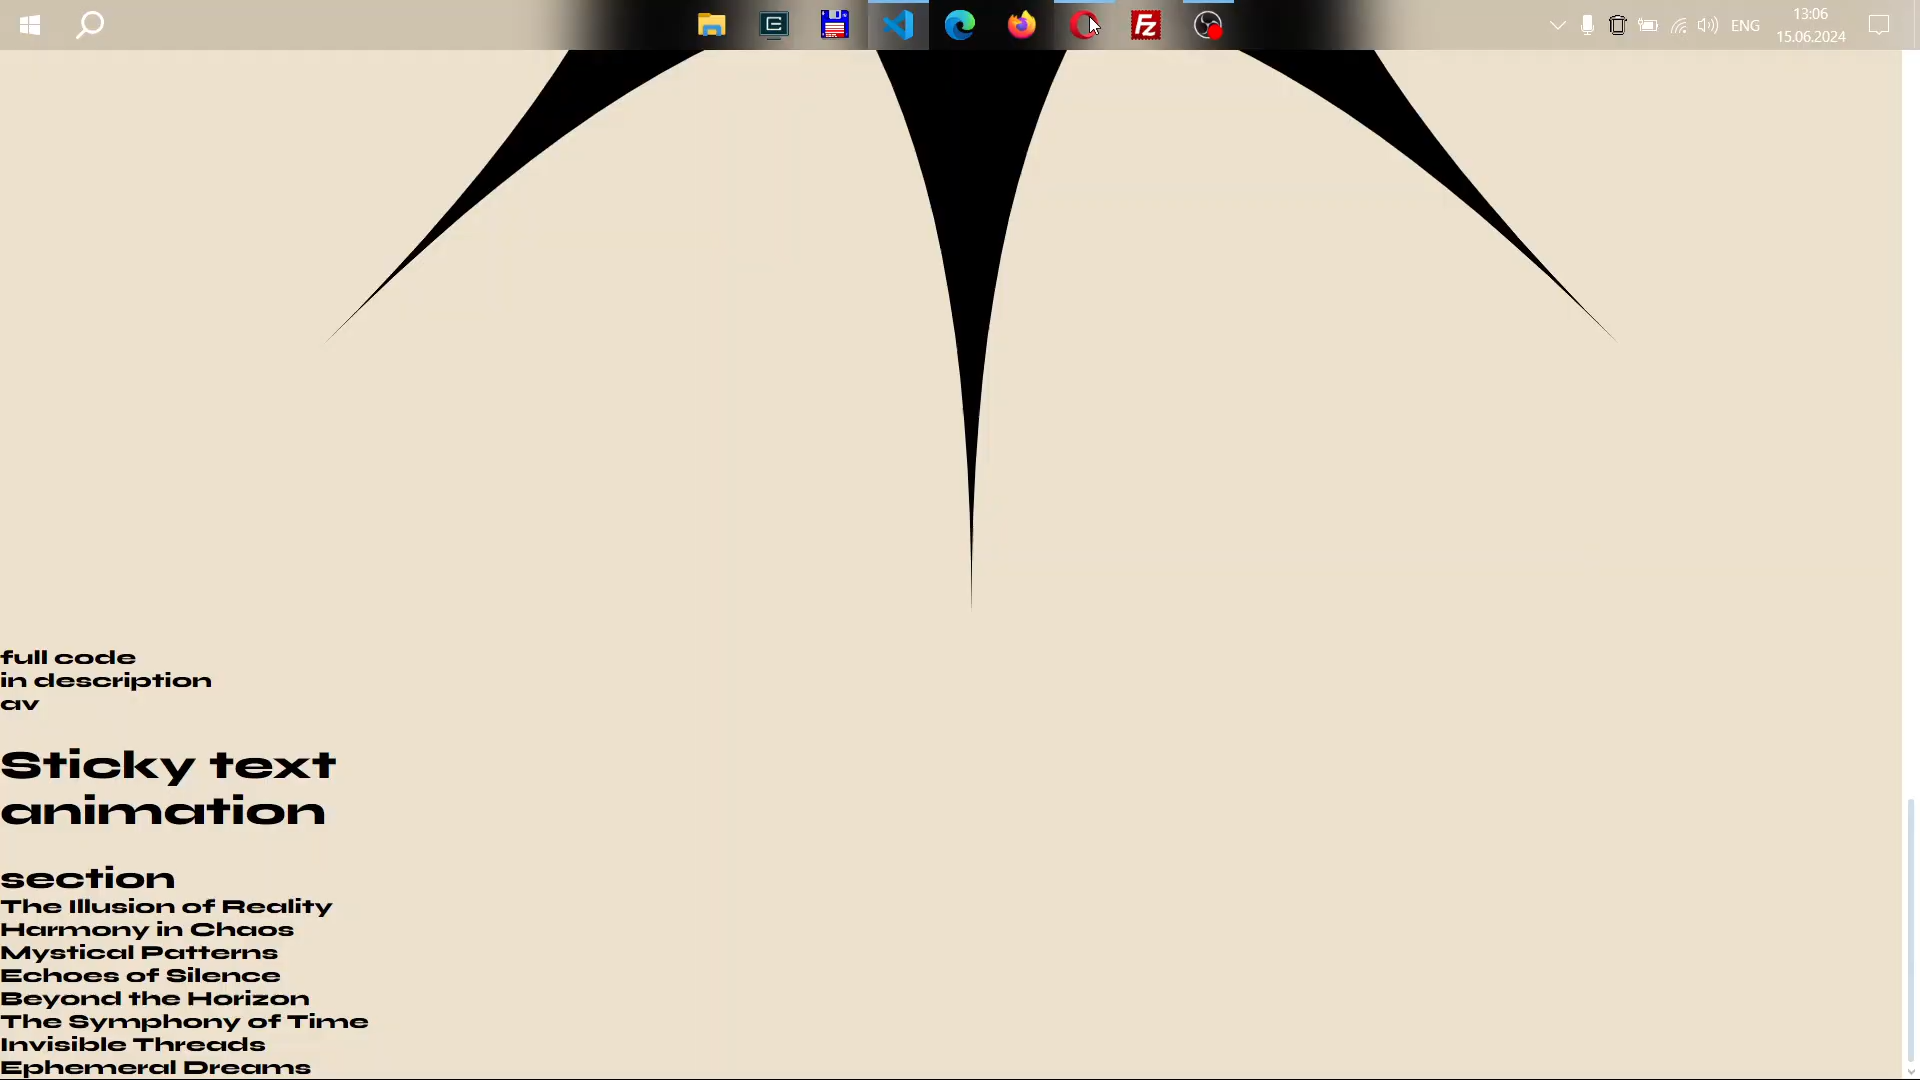 ENG
13:06
15.06.2024
full code
in description
av
Sticky text
animation
section
The Illusion of Reality
Harmony in Chaos
Mystical Patterns
Echoes of Silence
Beyond the Horizon
The Symphony of Time
Invisible Threads
Ephemeral Dreams